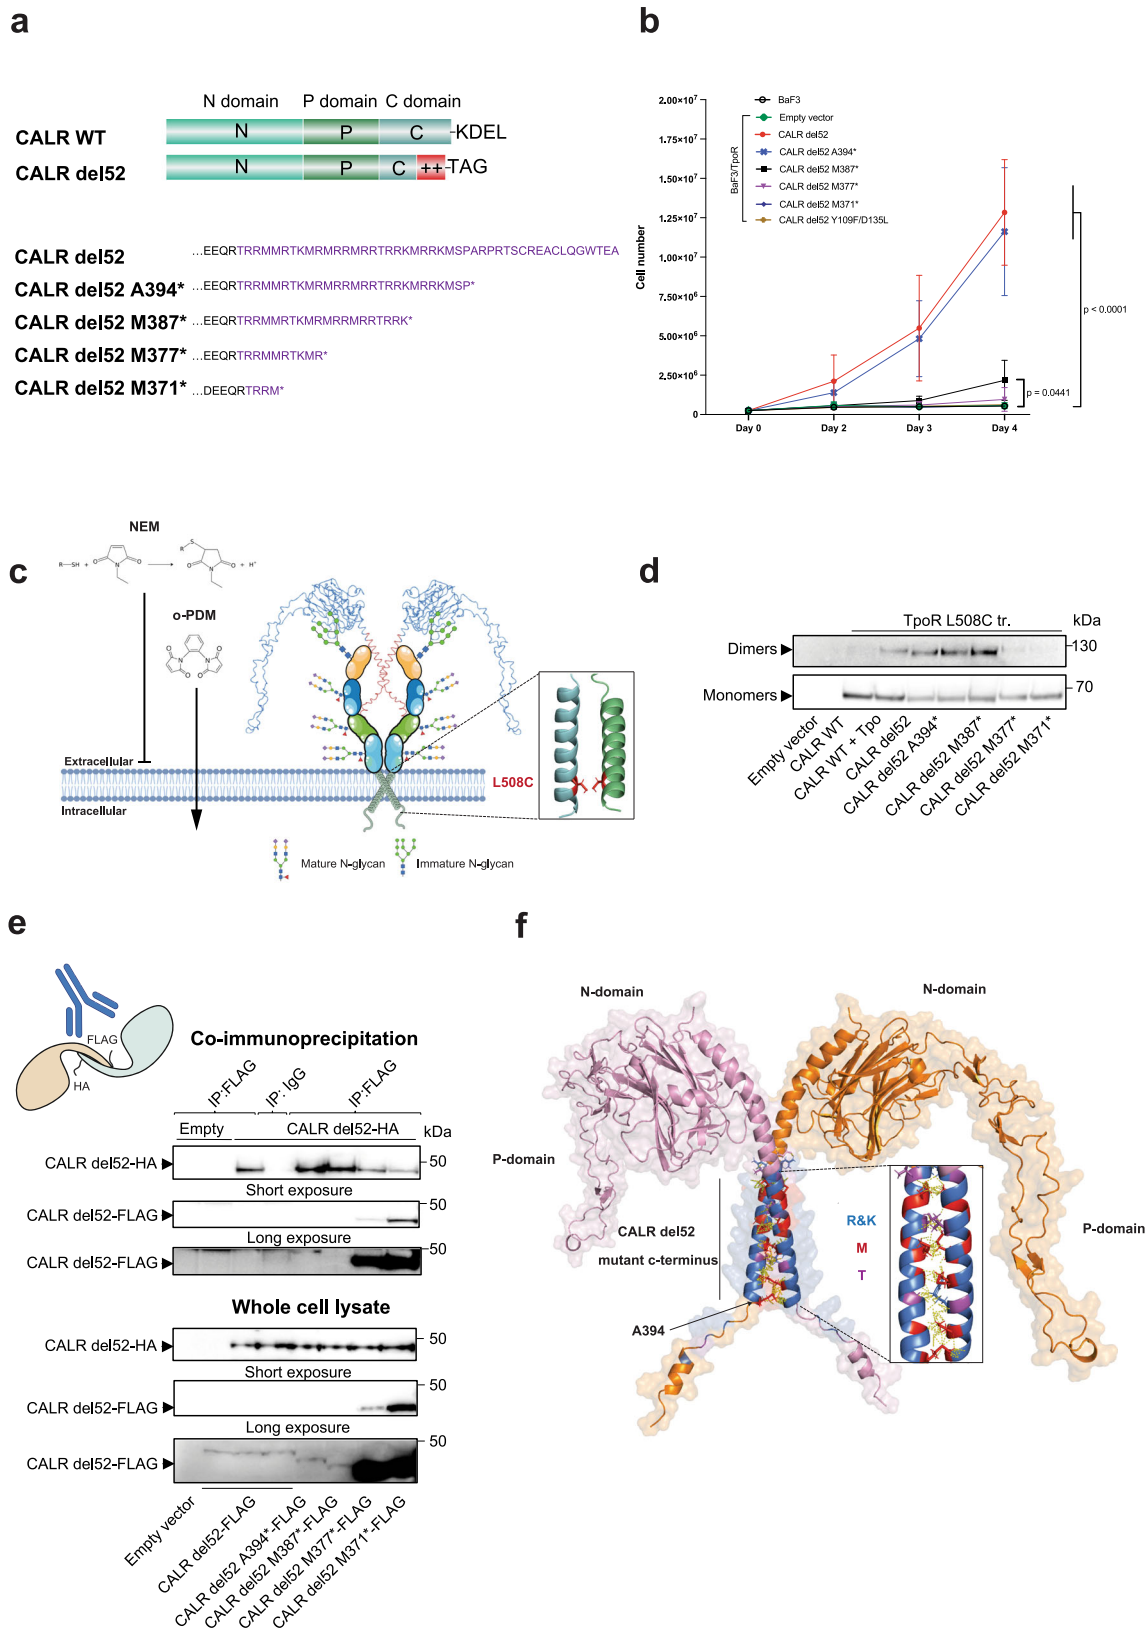 a
N domain P domain C domain
CALR WT N P C -KDEL
CALR del52 N P C ++ -TAG
CALR del52 ...EEQRTRRMMRTKMRMRRMRRTRRKMRRKMSPARPRTSCREACLQGWTEA
CALR del52 A394* ...EEQRTRRMMRTKMRMRRMRRTRRKMRRKMSP*
CALR del52 M387* ...EEQRTRRMMRTKMRMRRMRRTRRK*
CALR del52 M377* ...EEQRTRRMMRTKMR*
CALR del52 M371* ...DEEQRTRRM*
b
BaF3
Empty vector
CALR del52
CALR del52 A394*
CALR del52 M387*
CALR del52 M377*
CALR del52 M371*
CALR del52 Y109F/D135L
BaF3/TpoR
Cell number
2.00×10⁷
1.75×10⁷
1.50×10⁷
1.25×10⁷
1.00×10⁷
7.50×10⁶
5.00×10⁶
2.50×10⁶
0
Day 0 Day 2 Day 3 Day 4
p < 0.0001
p = 0.0441
c
NEM
R SH + N O O
R S N O O + H⁺
o-PDM
O N N O
O O
Extracellular
Intracellular
L508C
Mature N-glycan Immature N-glycan
d
TpoR L508C tr. kDa
Dimers 130
Monomers 70
Empty vector
CALR WT
CALR WT + Tpo
CALR del52
CALR del52 A394*
CALR del52 M387*
CALR del52 M377*
CALR del52 M371*
e
FLAG
HA
Co-immunoprecipitation
IP:FLAG IP: IgG IP:FLAG
Empty CALR del52-HA kDa
CALR del52-HA 50
Short exposure
CALR del52-FLAG 50
Long exposure
CALR del52-FLAG 50
Whole cell lysate
CALR del52-HA 50
Short exposure
CALR del52-FLAG 50
Long exposure
CALR del52-FLAG 50
Empty vector
CALR del52-FLAG
CALR del52 A394*-FLAG
CALR del52 M387*-FLAG
CALR del52 M377*-FLAG
CALR del52 M371*-FLAG
f
N-domain N-domain
P-domain
CALR del52
mutant c-terminus
R&K
M
T
P-domain
A394